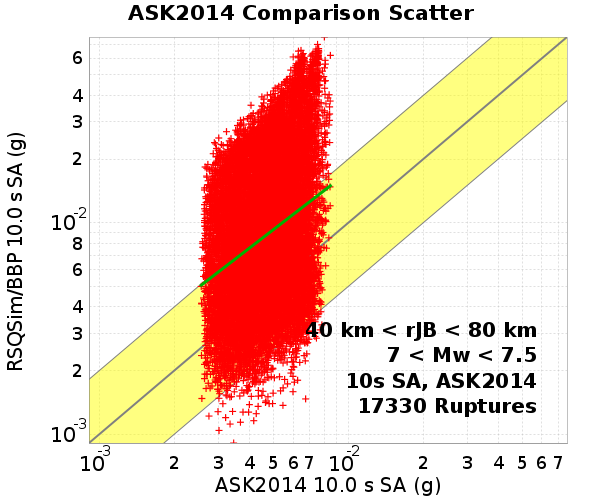 ASK2014 Comparison Scatter
RSQSim/BBP 10.0 s SA (g)
6
4
3
2
10⁻²
8
6
4
3
2
10⁻³
40 km < rJB < 80 km
7 < Mw < 7.5
10s SA, ASK2014
17330 Ruptures
10⁻³ 2 3 4 5 6 7 10⁻² 2 3 4 5 6 7
ASK2014 10.0 s SA (g)